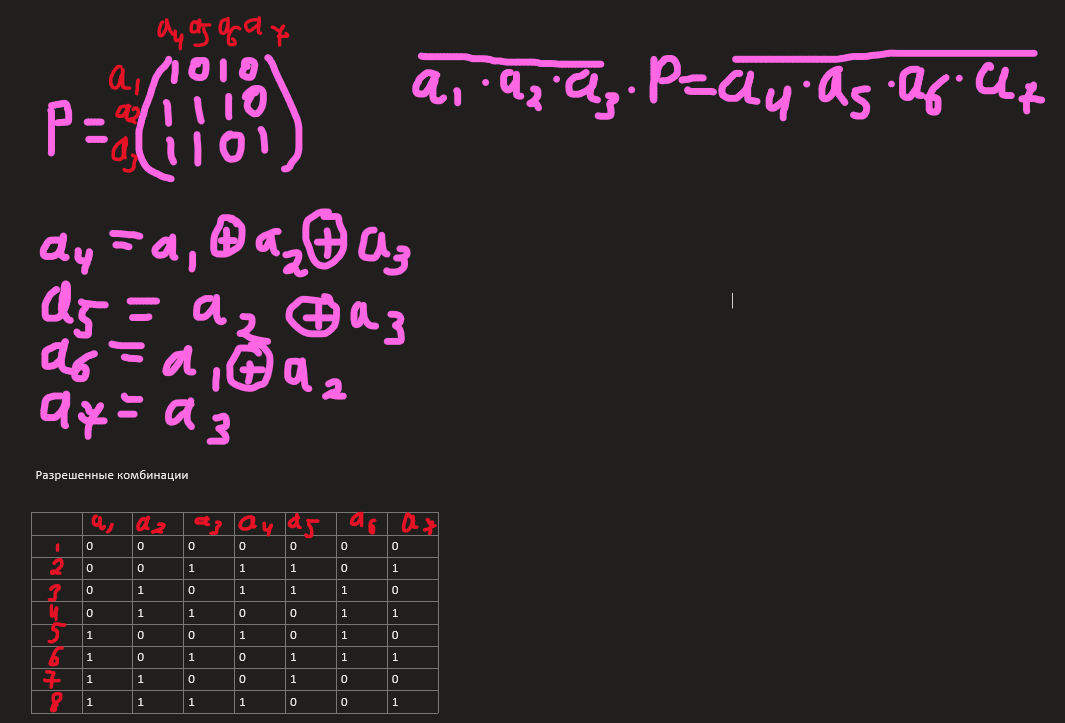 a4 a5 a6 a7
P = a1 ( 1 0 1 0
a2 1 1 1 0
a3 1 1 0 1 )
a1 · a2 · a3 · P = a4 · a5 · a6 · a7
a4 = a1 ⊕ a2 ⊕ a3
a5 = a2 ⊕ a3
a6 = a1 ⊕ a2
a7 = a3
Разрешенные комбинации
a1 a2 a3 a4 a5 a6 a7
1 0 0 0 0 0 0 0
2 0 0 1 1 1 0 1
3 0 1 0 1 1 1 0
4 0 1 1 0 0 1 1
5 1 0 0 1 0 1 0
6 1 0 1 0 1 1 1
7 1 1 0 0 1 0 0
8 1 1 1 1 0 0 1